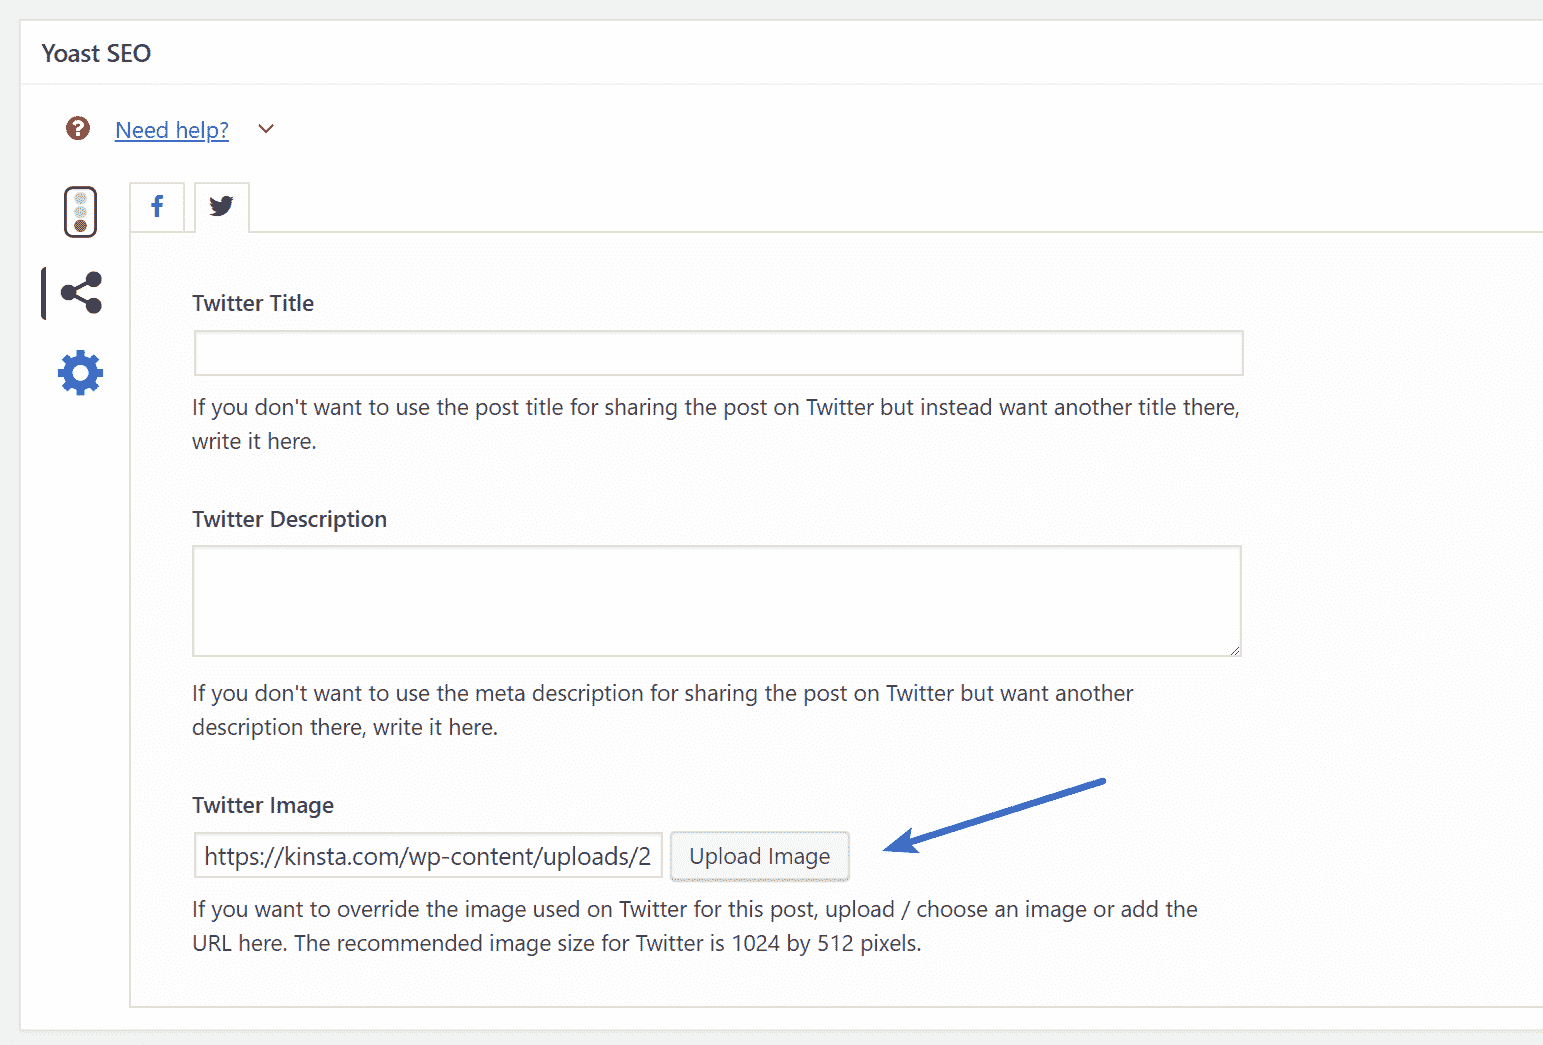 Yoast SEO
Need help?
Twitter Title
If you don't want to use the post title for sharing the post on Twitter but instead want another title there,
write it here.
Twitter Description
If you don't want to use the meta description for sharing the post on Twitter but want another
description there, write it here.
Twitter Image
https://kinsta.com/wp-content/uploads/2 Upload Image
If you want to override the image used on Twitter for this post, upload / choose an image or add the
URL here. The recommended image size for Twitter is 1024 by 512 pixels.